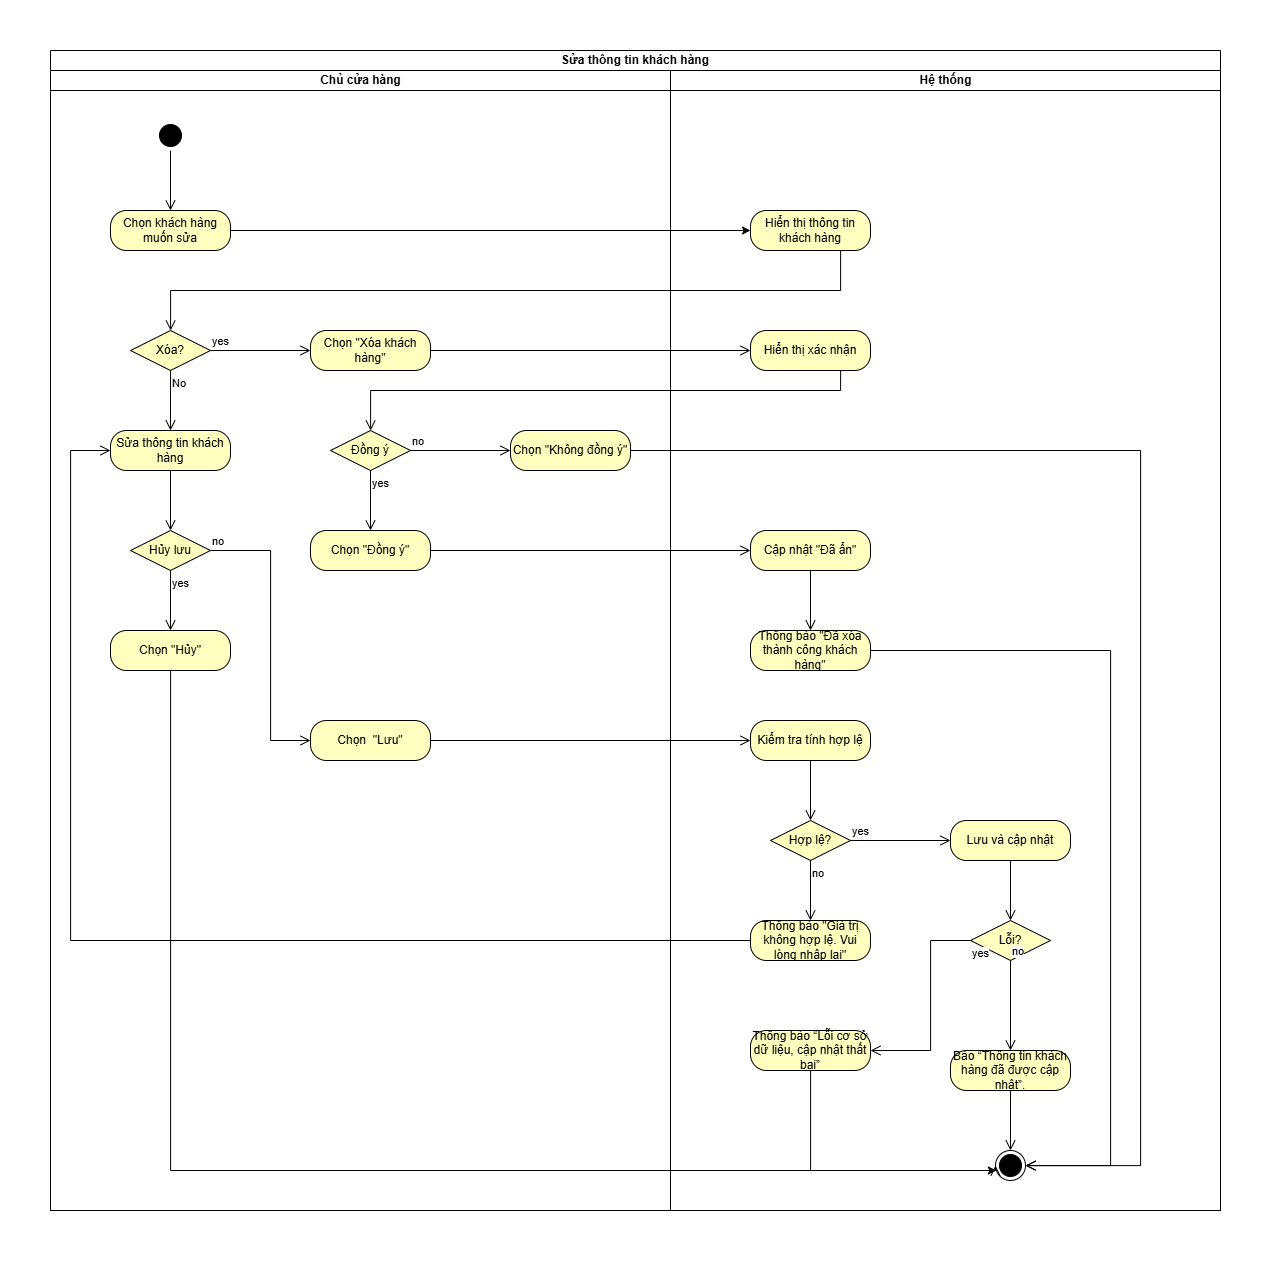 Sửa thông tin khách hàng
Chủ cửa hàng
Hệ thống
Chọn khách hàng
muốn sửa
Hiển thị thông tin
khách hàng
Xóa?
yes
No
Chọn "Xóa khách
hàng"
Hiển thị xác nhận
Sửa thông tin khách
hàng
Đồng ý
no
yes
Chọn "Không đồng ý"
Hủy lưu
no
yes
Chọn "Đồng ý"
Cập nhật "Đã ẩn"
Chọn "Hủy"
Thông báo "Đã xóa
thành công khách
hàng"
Chọn  "Lưu"
Kiểm tra tính hợp lệ
Hợp lệ?
yes
no
Lưu và cập nhật
Thông báo "Giá trị
không hợp lệ. Vui
lòng nhập lại"
Lỗi?
yes
no
Thông báo “Lỗi cơ sở
dữ liệu, cập nhật thất
bại”
Báo “Thông tin khách
hàng đã được cập
nhật”.